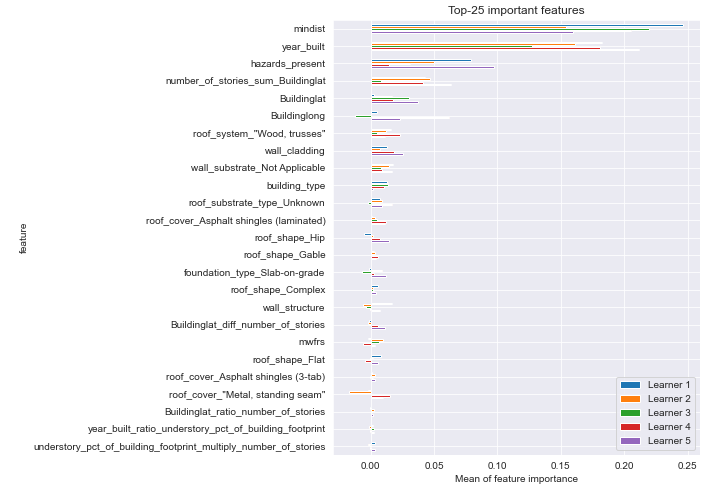 Top-25 important features
mindist
year_built
hazards_present
number_of_stories_sum_Buildinglat
Buildinglat
Buildinglong
roof_system_"Wood, trusses"
wall_cladding
wall_substrate_Not Applicable
building_type
roof_substrate_type_Unknown
roof_cover_Asphalt shingles (laminated)
roof_shape_Hip
roof_shape_Gable
foundation_type_Slab-on-grade
roof_shape_Complex
wall_structure
Buildinglat_diff_number_of_stories
mwfrs
roof_shape_Flat
roof_cover_Asphalt shingles (3-tab)
roof_cover_"Metal, standing seam"
Buildinglat_ratio_number_of_stories
year_built_ratio_understory_pct_of_building_footprint
understory_pct_of_building_footprint_multiply_number_of_stories
feature
Learner 1
Learner 2
Learner 3
Learner 4
Learner 5
0.00 0.05 0.10 0.15 0.20 0.25
Mean of feature importance